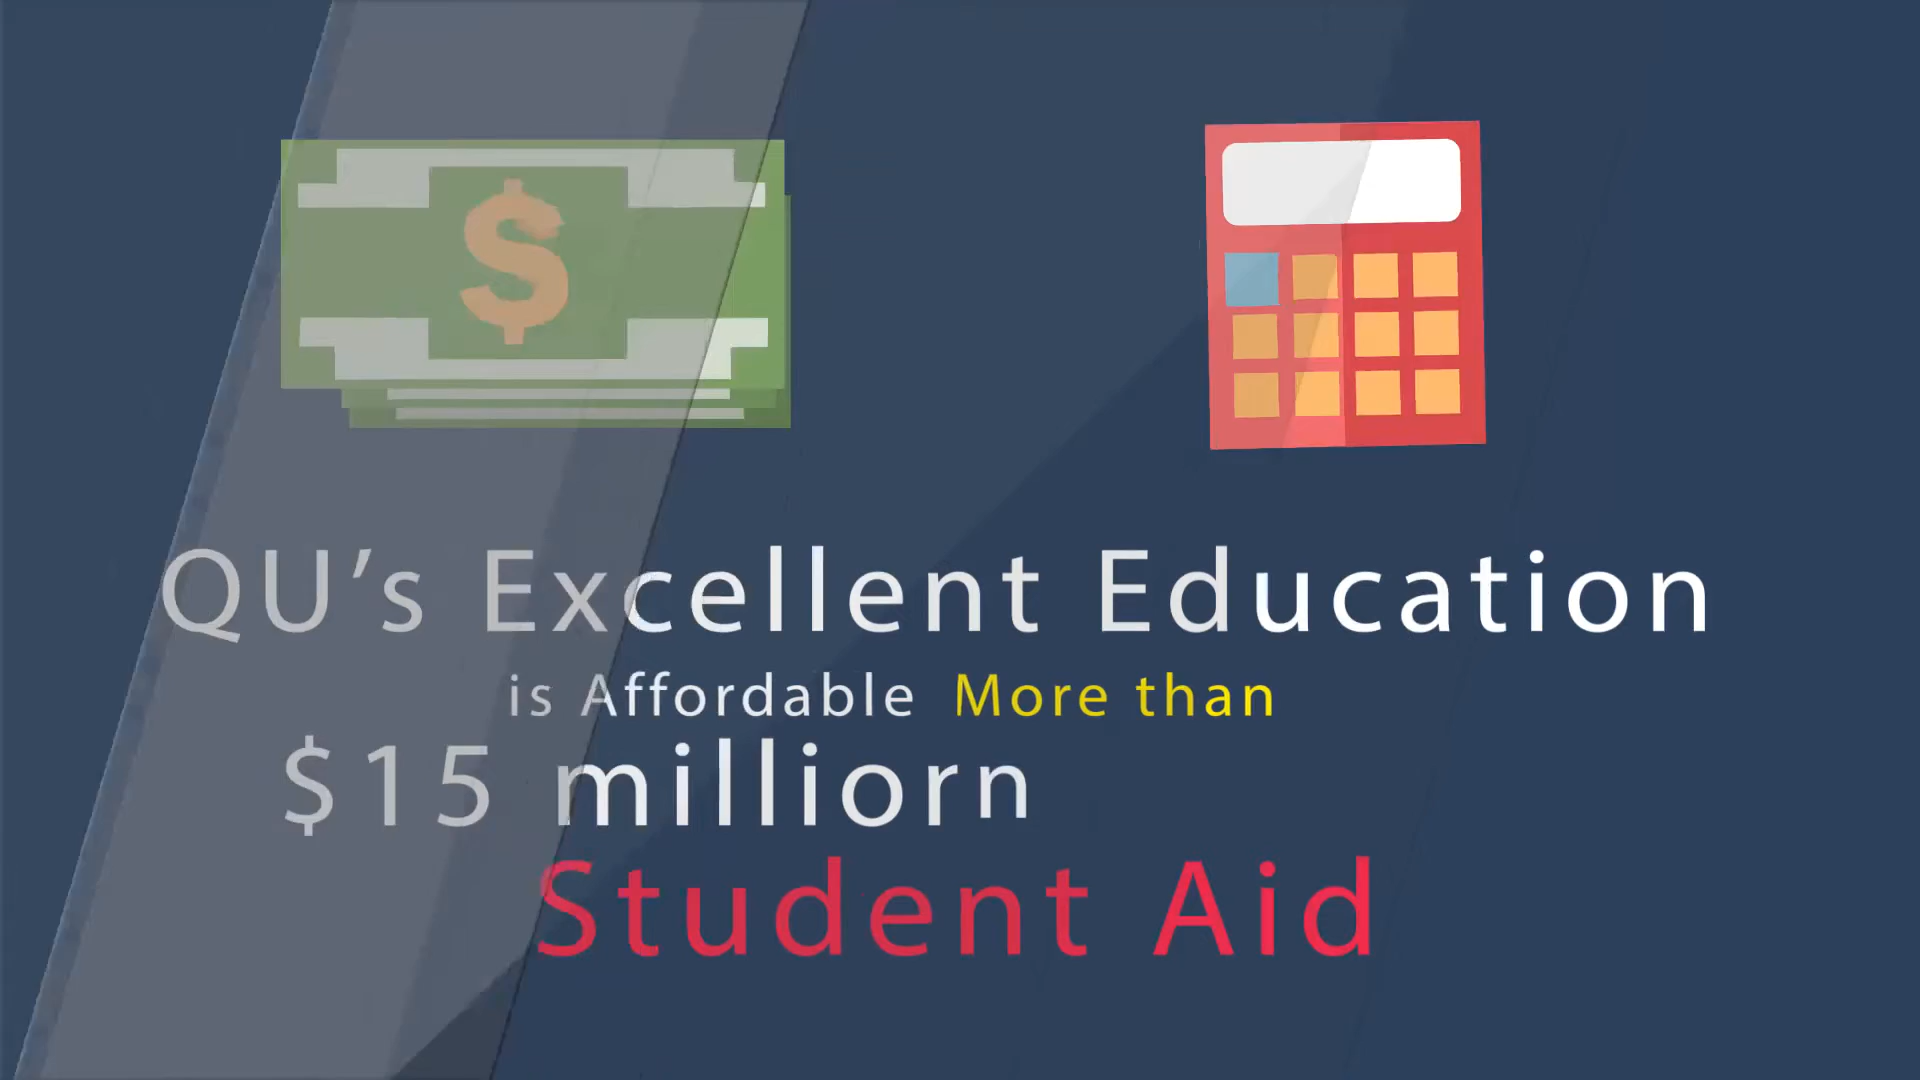 $
QU’s Excellent Education
is Affordable More than
$15 milliorn
Student Aid